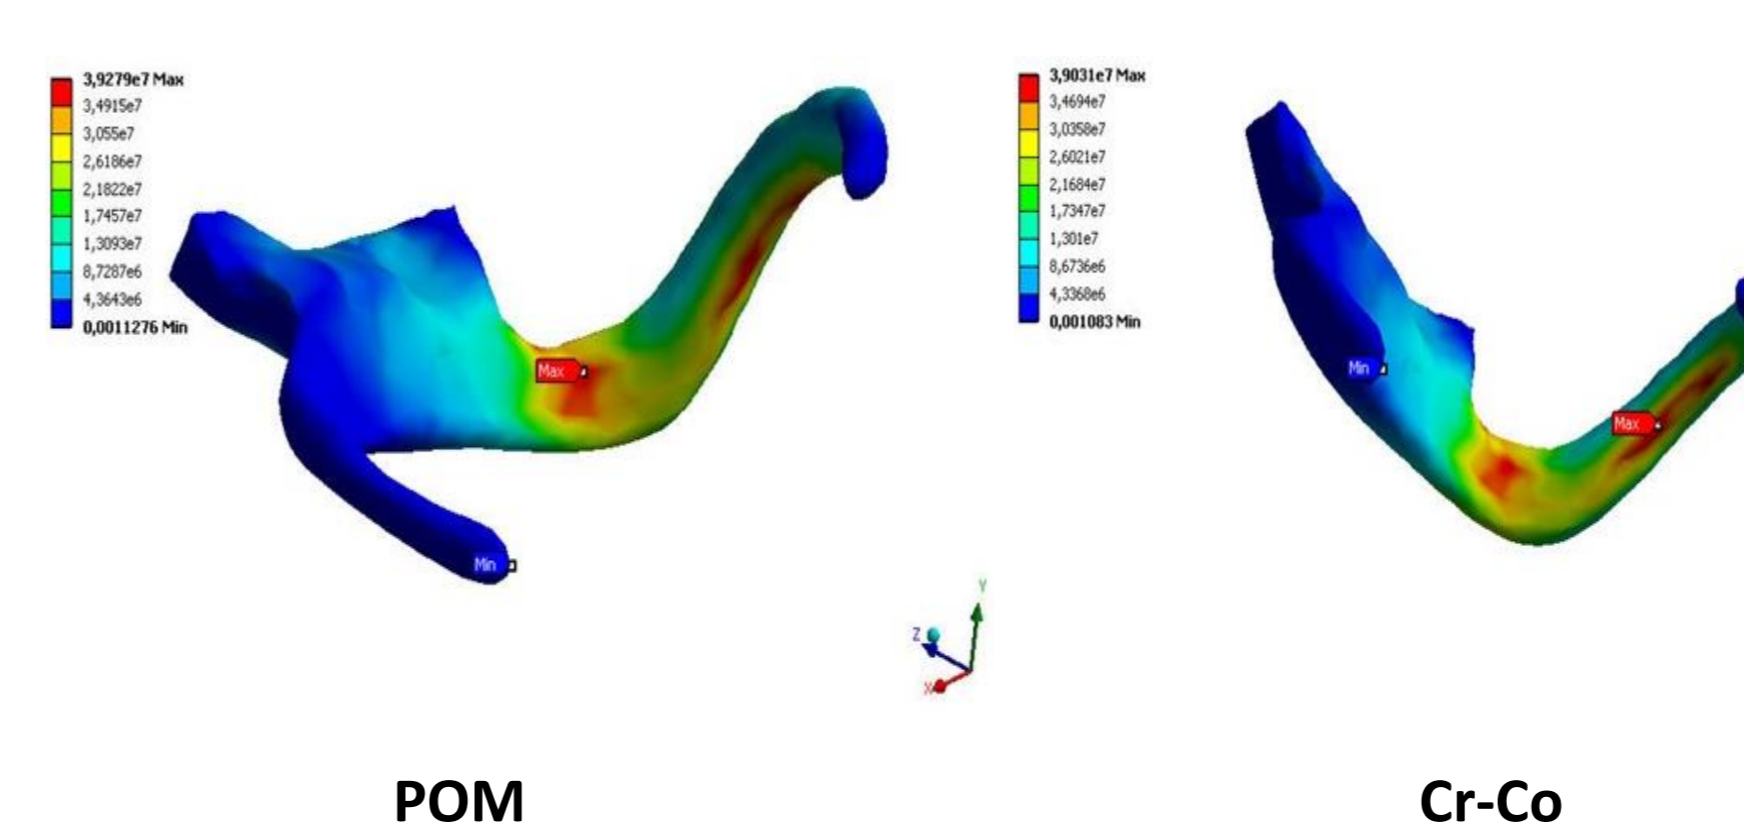 3,9279e7 Max
3,4915e7
3,055e7
2,6186e7
2,1822e7
1,7457e7
1,3093e7
8,7287e6
4,3643e6
0,0011276 Min
Max
Min
3,9031e7 Max
3,4694e7
3,0358e7
2,6021e7
2,1684e7
1,7347e7
1,301e7
8,6736e6
4,3368e6
0,001083 Min
Min
Max
Y
Z
X
POM
Cr-Co